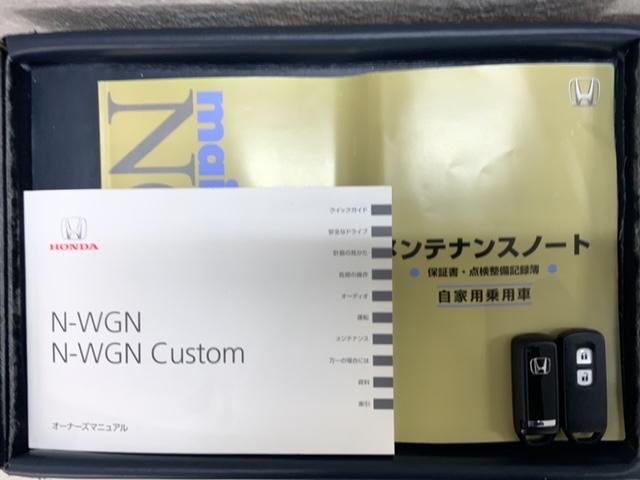 HONDA
N-WGN
N-WGN Custom
オーナーズマニュアル
クイックガイド
安全なドライブ
計器の見かた
各部の操作
オーディオ
運転
メンテナンス
万一の場合には
資料
索引
mai
No
メンテナンスノート
保証書・点検整備記録簿
自家用乗用車